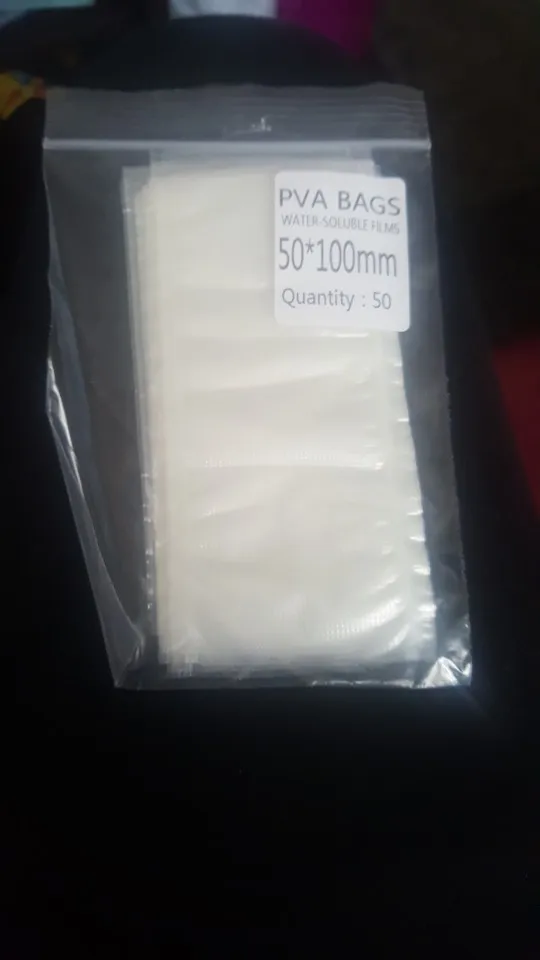 PVA BAGS
WATER-SOLUBLE FILMS
50*100mm
Quantity : 50